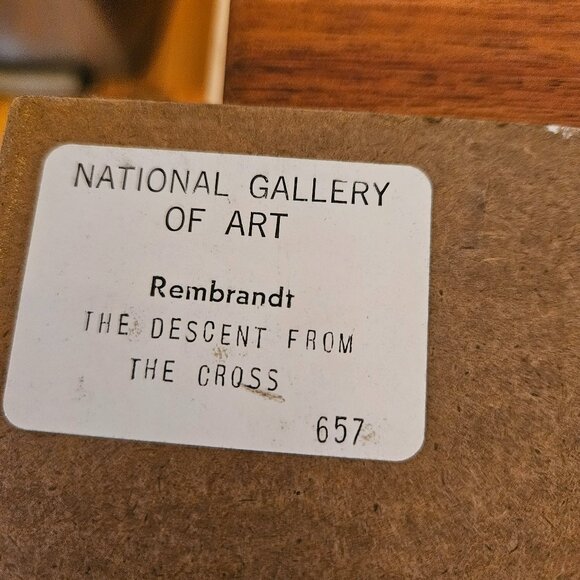 NATIONAL GALLERY
OF ART
Rembrandt
THE DESCENT FROM
THE CROSS
657